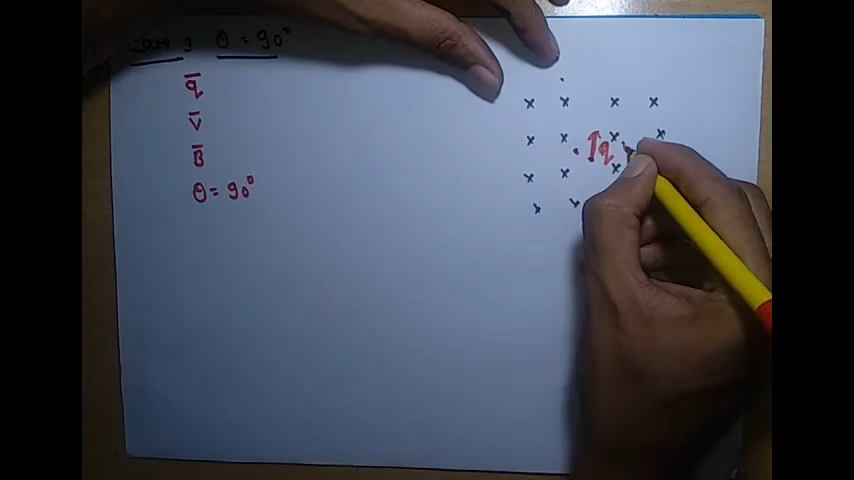 Case 3 θ = 90°
q̅
V̅
B̅
θ = 90°
x x x x
x x x x
q
x x x
x x